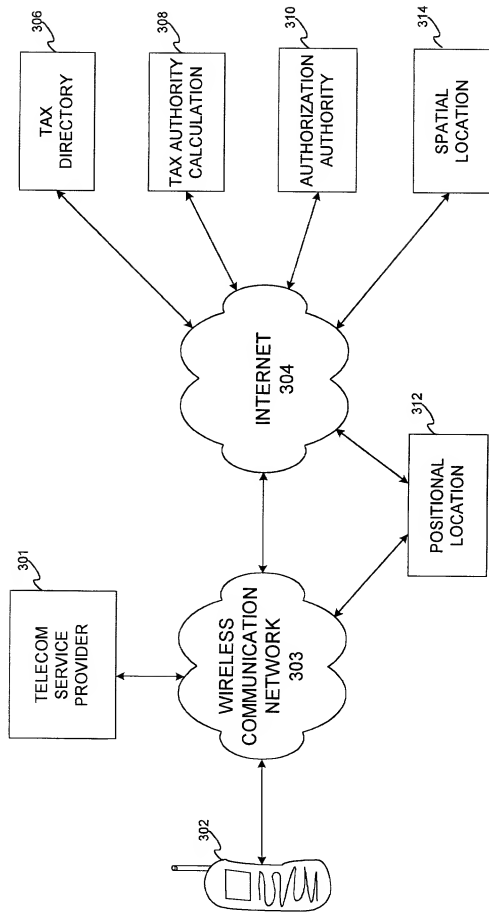 302
301
TELECOM
SERVICE
PROVIDER
WIRELESS
COMMUNICATION
NETWORK
303
312
POSITIONAL
LOCATION
INTERNET
304
306
TAX
DIRECTORY
308
TAX AUTHORITY
CALCULATION
310
AUTHORIZATION
AUTHORITY
314
SPATIAL
LOCATION